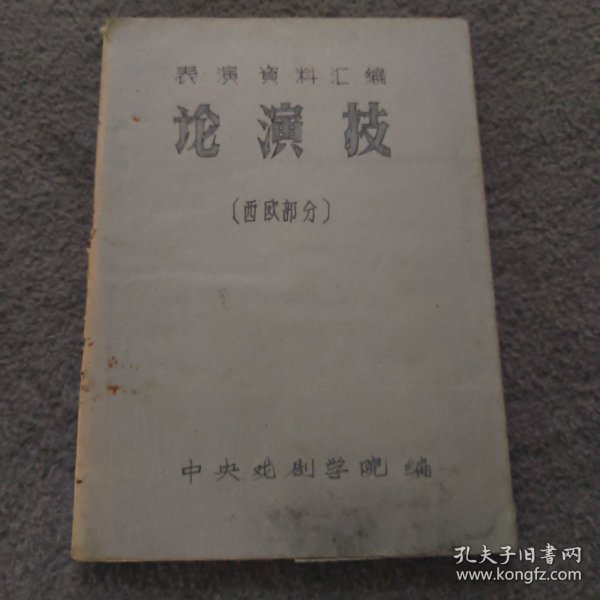 表演資料汇编
论演技
〔西欧部分〕
中央戏剧学院编
孔夫子旧書网
www.kongfz.com